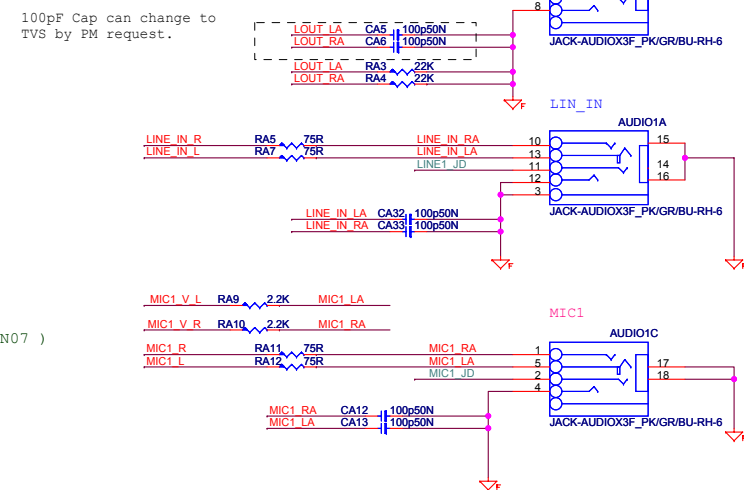 100pF Cap can change to
TVS by PM request.
8
LOUT_LA CA5 100p50N
LOUT_RA CA6 100p50N
JACK-AUDIOX3F_PK/GR/BU-RH-6
LOUT_LA RA3 22K
LOUT_RA RA4 22K
F
LIN_IN
AUDIO1A
LINE_IN_R RA5 75R LINE_IN_RA 10 15
LINE_IN_L RA7 75R LINE_IN_LA 13
LINE1_JD 11 14
12 16
3
JACK-AUDIOX3F_PK/GR/BU-RH-6
LINE_IN_LA CA32 100p50N
LINE_IN_RA CA33 100p50N
F F
MIC1_V_L RA9 2.2K MIC1_LA
MIC1
MIC1_V_R RA10 2.2K MIC1_RA
AUDIO1C
N07 )
MIC1_R RA11 75R MIC1_RA 1
MIC1_L RA12 75R MIC1_LA 5 17
MIC1_JD 2 18
4
MIC1_RA CA12 100p50N
MIC1_LA CA13 100p50N
JACK-AUDIOX3F_PK/GR/BU-RH-6
F
F